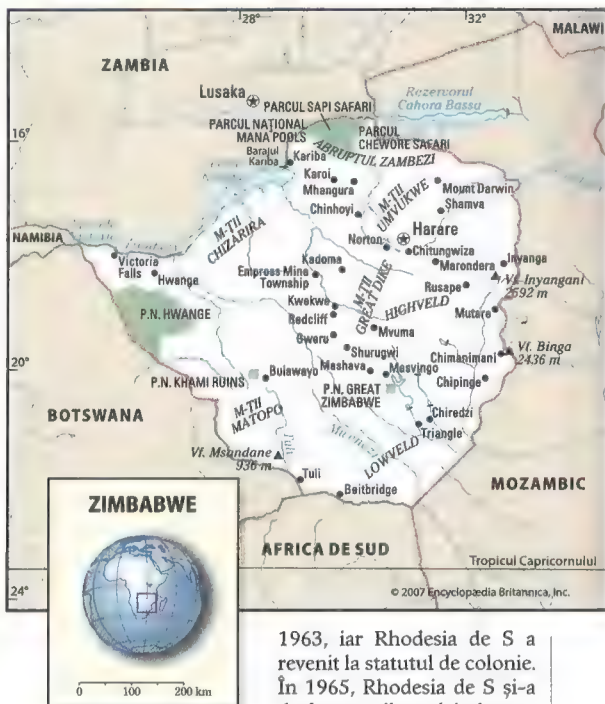 28°
32°
MALAWI
ZAMBIA
Lusaka
Rezervorul
Cahora Bassa
PARCUL SAPI SAFARI
PARCUL NAȚIONAL
MANA POOLS
PARCUL
CHEWORE SAFARI
16°
Barajul
Kariba
Kariba
ABRUPTUL ZAMBEZI
Karoi
Mhangura
Mount Darwin
Shamva
M-ȚII
UMVUKWE
Chinhoyi
M-ȚII
CHIZARIRA
Harare
Norton
NAMIBIA
Chitungwiza
Victoria
Falls
Kadoma
Marondera
Inyanga
Hwange
Empress Mine
Township
Vf. Inyangani
2592 m
Rusape
M-ȚII
GREAT DIKE
HIGHVELD
P.N. HWANGE
Kwekwe
Redcliff
Mutare
Gweru
Mvuma
Vf. Binga
2436 m
Shurugwi
Chimanimani
20°
Mashava
Masvingo
P.N. KHAMI RUINS
Bulawayo
Chipinge
P.N. GREAT
ZIMBABWE
BOTSWANA
M-ȚII
MATOPO
Chiredzi
Triangle
LOWVELD
Vf. Msandane
936 m
Tuli
Tuli
MOZAMBIC
Beitbridge
ZIMBABWE
AFRICA DE SUD
Tropicul Capricornului
24°
© 2007 Encyclopædia Britannica, Inc.
0 100 200 km
1963, iar Rhodesia de S a
revenit la statutul de colonie.
În 1965, Rhodesia de S și-a